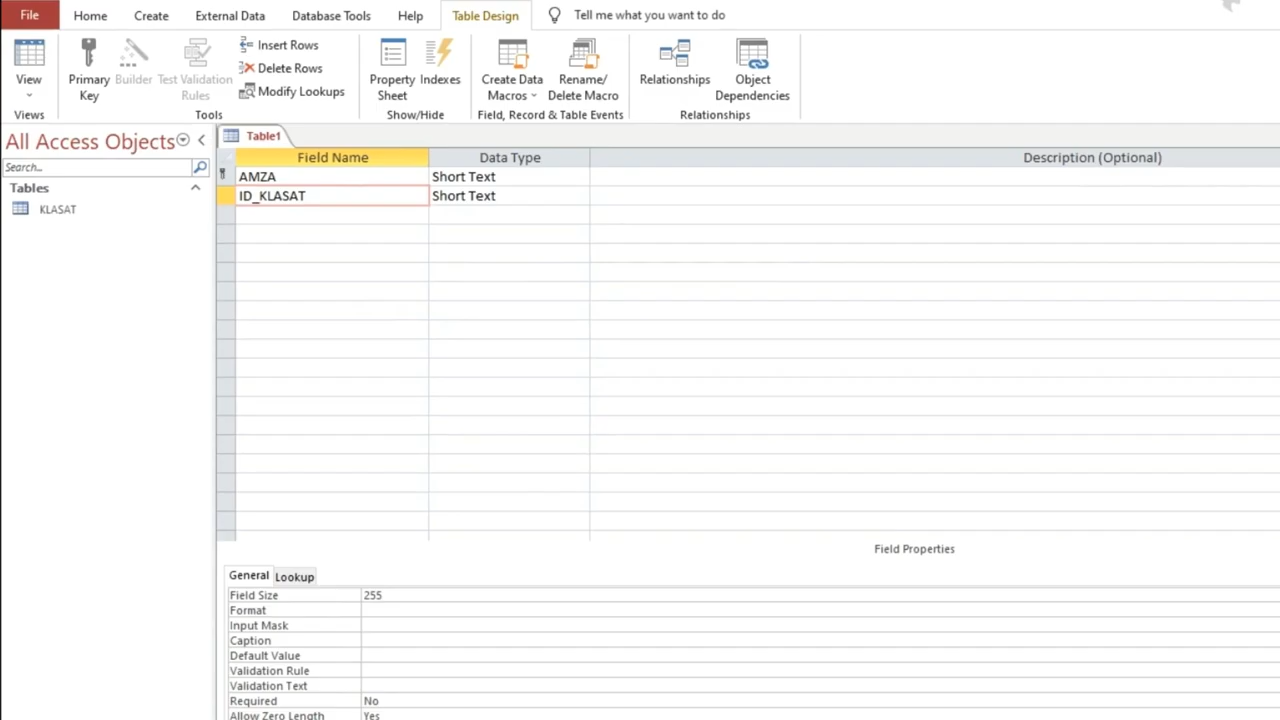 File Home Create External Data Database Tools Help Table Design Tell me what you want to do
View
Views
Primary Key
Builder
Test Validation Rules
Insert Rows
Delete Rows
Modify Lookups
Tools
Property Sheet
Indexes
Show/Hide
Create Data Macros
Rename/ Delete Macro
Field, Record & Table Events
Relationships
Object Dependencies
Relationships
All Access Objects
Search...
Tables
KLASAT
Table1
Field Name Data Type Description (Optional)
AMZA Short Text
ID_KLASAT Short Text
Field Properties
General Lookup
Field Size 255
Format
Input Mask
Caption
Default Value
Validation Rule
Validation Text
Required No
Allow Zero Length Yes